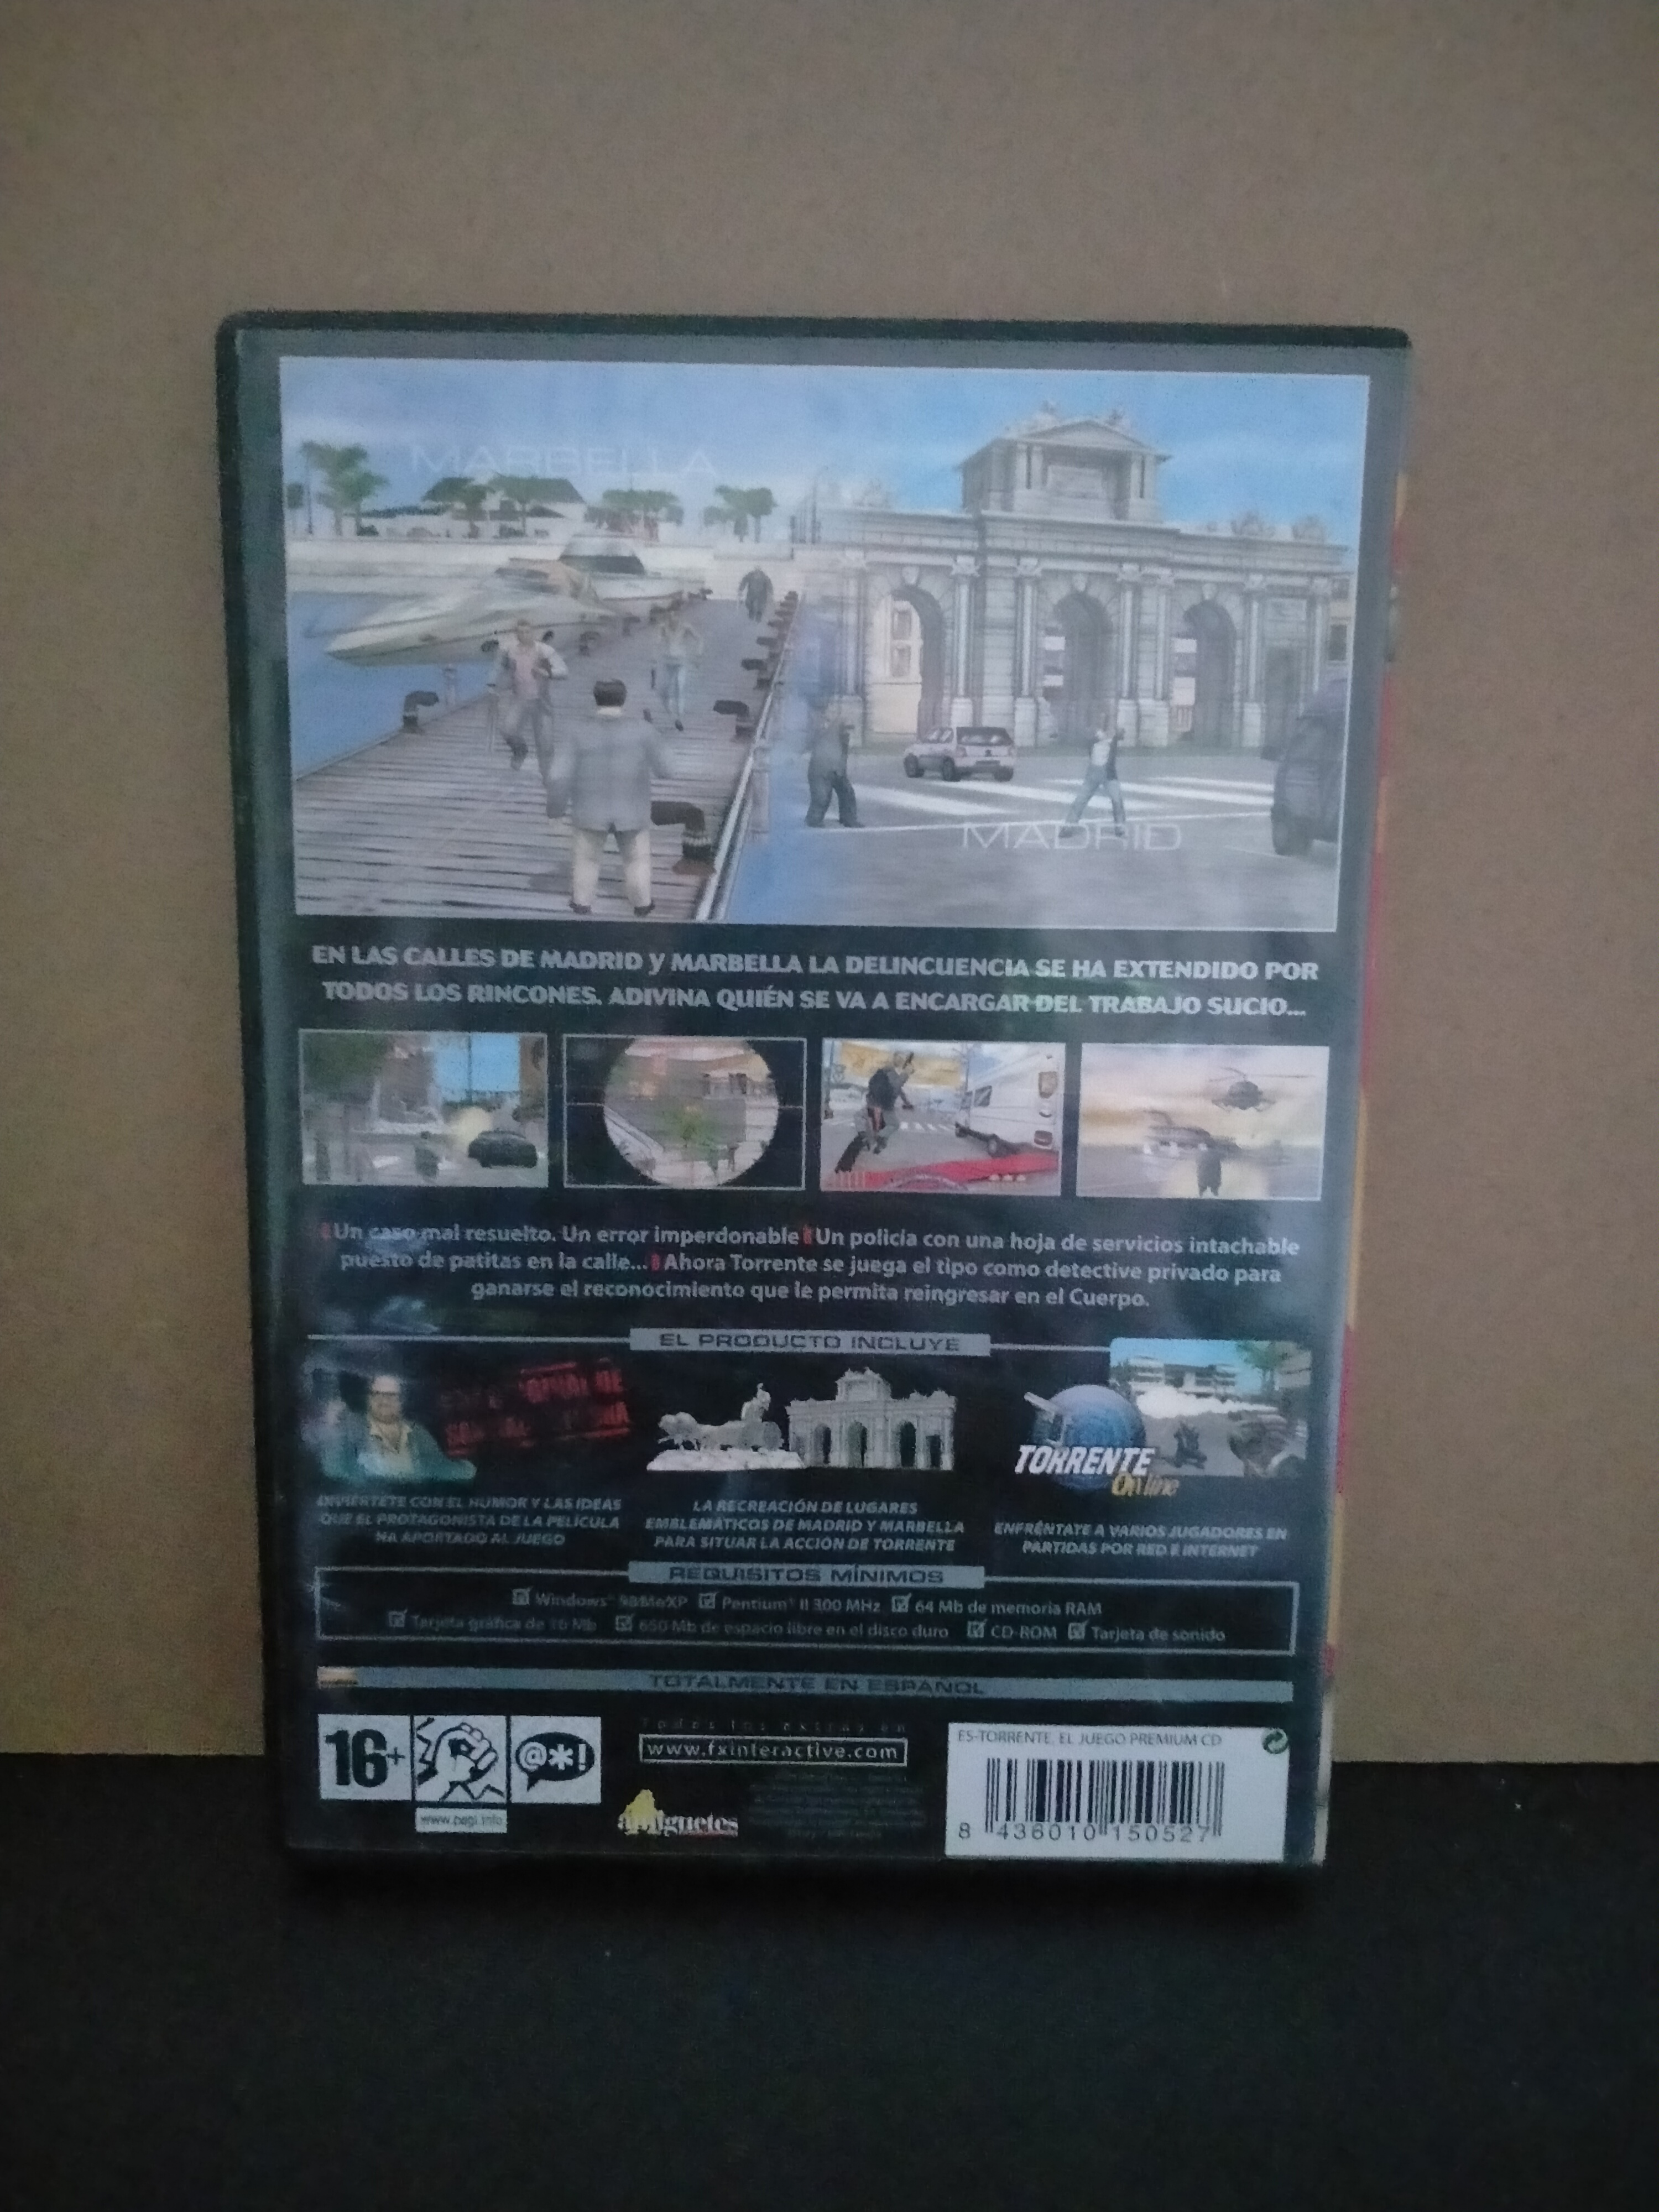 MARBELLA
MADRID
EN LAS CALLES DE MADRID y MARBELLA LA DELINCUENCIA SE HA EXTENDIDO POR
TODOS LOS RINCONES. ADIVINA QUIÉN SE VA A ENCARGAR DEL TRABAJO SUCIO...
Un caso mal resuelto. Un error imperdonable Un policía con una hoja de servicios intachable
puesto de patitas en la calle... Ahora Torrente se juega el tipo como detective privado para
ganarse el reconocimiento que le permita reingresar en el Cuerpo.
EL PRODUCTO INCLUYE
TORRENTE
Online
DIVIÉRTETE CON EL HUMOR Y LAS IDEAS
QUE EL PROTAGONISTA DE LA PELÍCULA
HA APORTADO AL JUEGO
LA RECREACIÓN DE LUGARES
EMBLEMÁTICOS DE MADRID Y MARBELLA
PARA SITUAR LA ACCIÓN DE TORRENTE
ENFRÉNTATE A VARIOS JUGADORES EN
PARTIDAS POR RED E INTERNET
REQUISITOS MÍNIMOS
Windows® 98/Me/XP Pentium® II 300 MHz 64 Mb de memoria RAM
Tarjeta gráfica de 16 Mb 650 Mb de espacio libre en el disco duro CD-ROM Tarjeta de sonido
TOTALMENTE EN ESPAÑOL
16+
@*!
www.pegi.info
Todos los extras en
www.fxinteractive.com
amiguetes
ES-TORRENTE. EL JUEGO PREMIUM CD
8 436010 150527